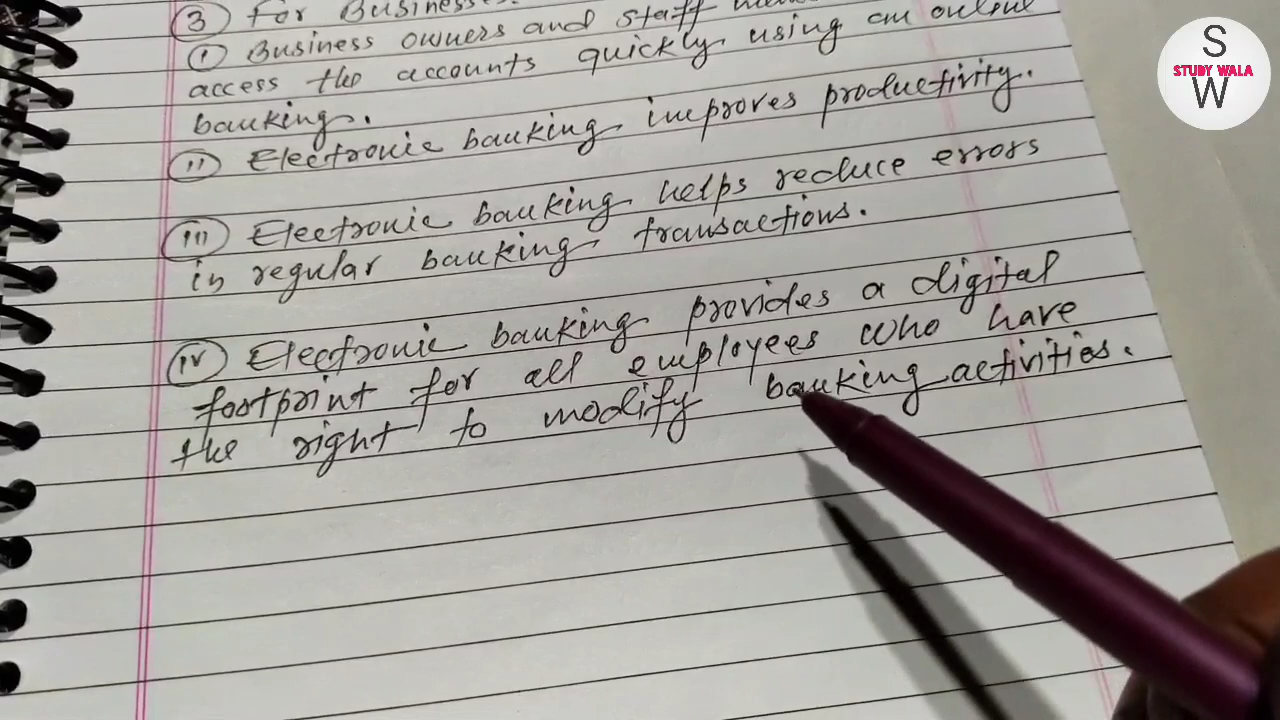 ③ For Business
① Business owners and staff
access the accounts quickly using an
banking.
(ii) Electronic banking improves productivity.
(iii) Electronic banking helps reduce errors
in regular banking transactions.
(iv) Electronic banking provides a digital
footprint for all employees who have
the right to modify banking activities.
S
STUDY WALA
W